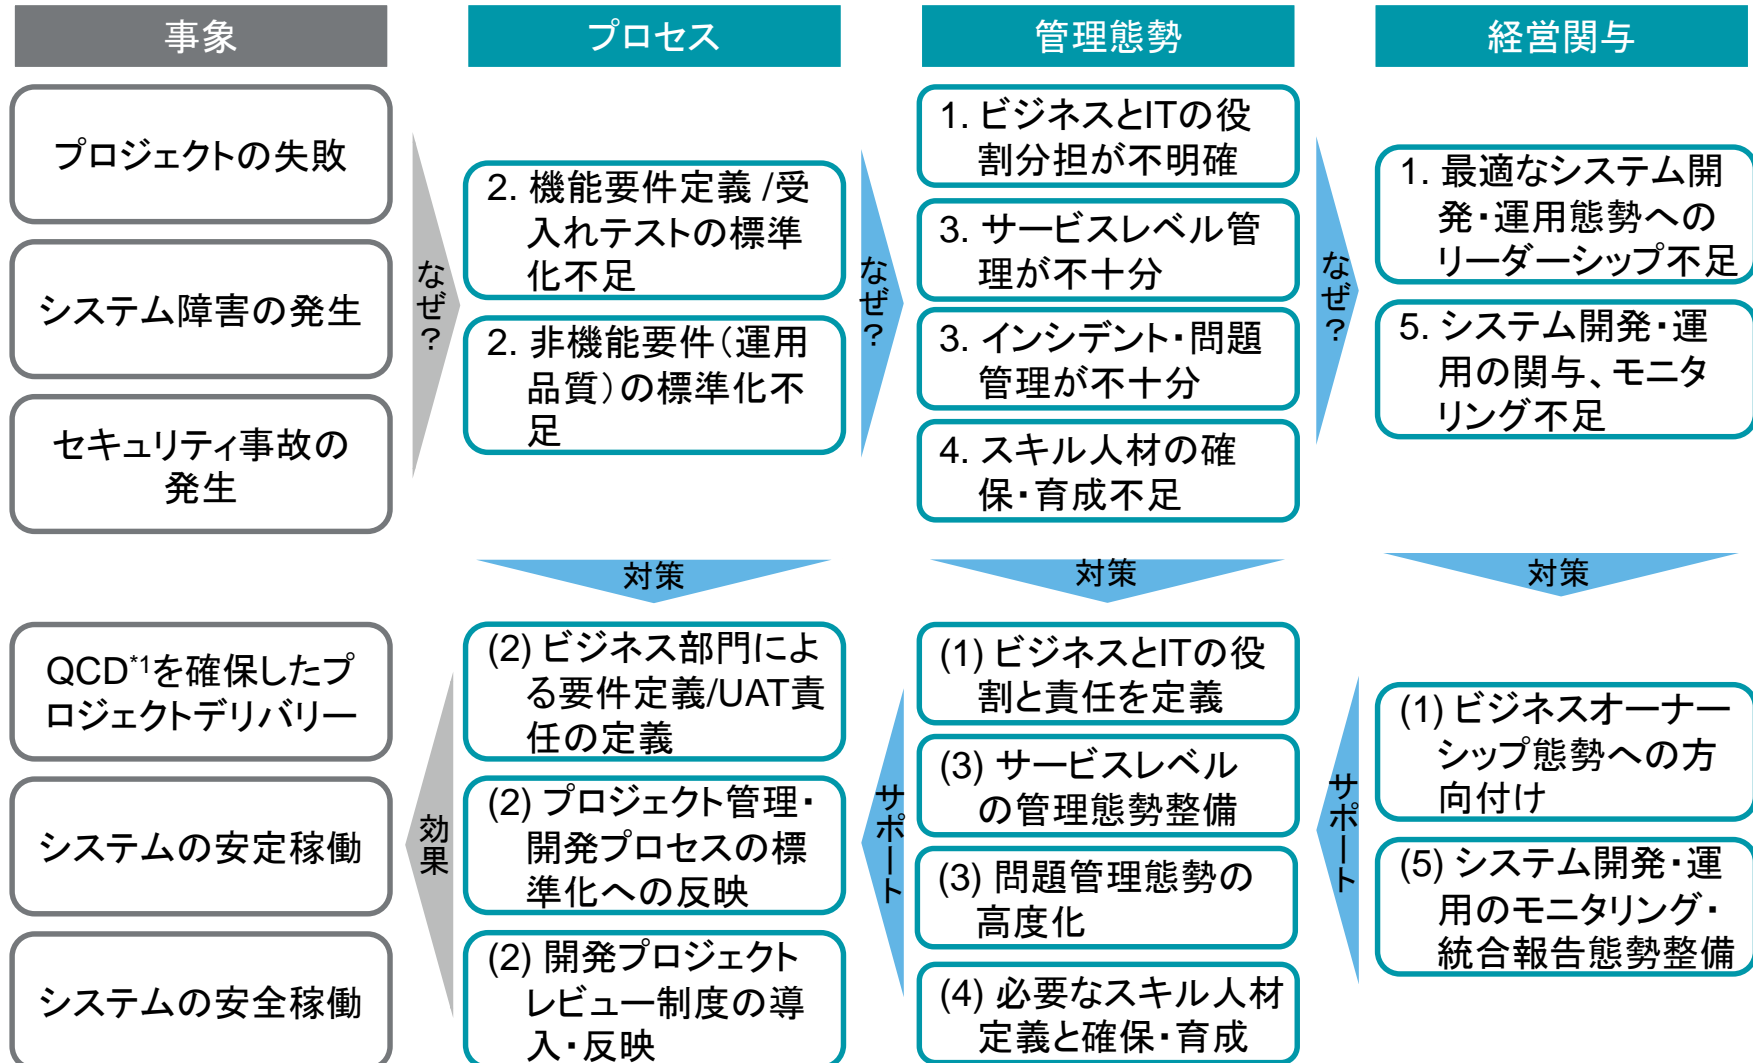 事象
プロセス
管理態勢
経営関与
プロジェクトの失敗
システム障害の発生
セキュリティ事故の
発生
なぜ？
2. 機能要件定義 /受
入れテストの標準
化不足
2. 非機能要件（運用
品質）の標準化不
足
なぜ？
1. ビジネスとITの役
割分担が不明確
3. サービスレベル管
理が不十分
3. インシデント・問題
管理が不十分
4. スキル人材の確
保・育成不足
なぜ？
1. 最適なシステム開
発・運用態勢への
リーダーシップ不足
5. システム開発・運
用の関与、モニタ
リング不足
対策
対策
対策
QCD*1を確保したプ
ロジェクトデリバリー
システムの安定稼働
システムの安全稼働
効果
(2) ビジネス部門によ
る要件定義/UAT責
任の定義
(2) プロジェクト管理・
開発プロセスの標
準化への反映
(2) 開発プロジェクト
レビュー制度の導
入・反映
サポート
(1) ビジネスとITの役
割と責任を定義
(3) サービスレベル
の管理態勢整備
(3) 問題管理態勢の
高度化
(4) 必要なスキル人材
定義と確保・育成
サポート
(1) ビジネスオーナー
シップ態勢への方
向付け
(5) システム開発・運
用のモニタリング・
統合報告態勢整備